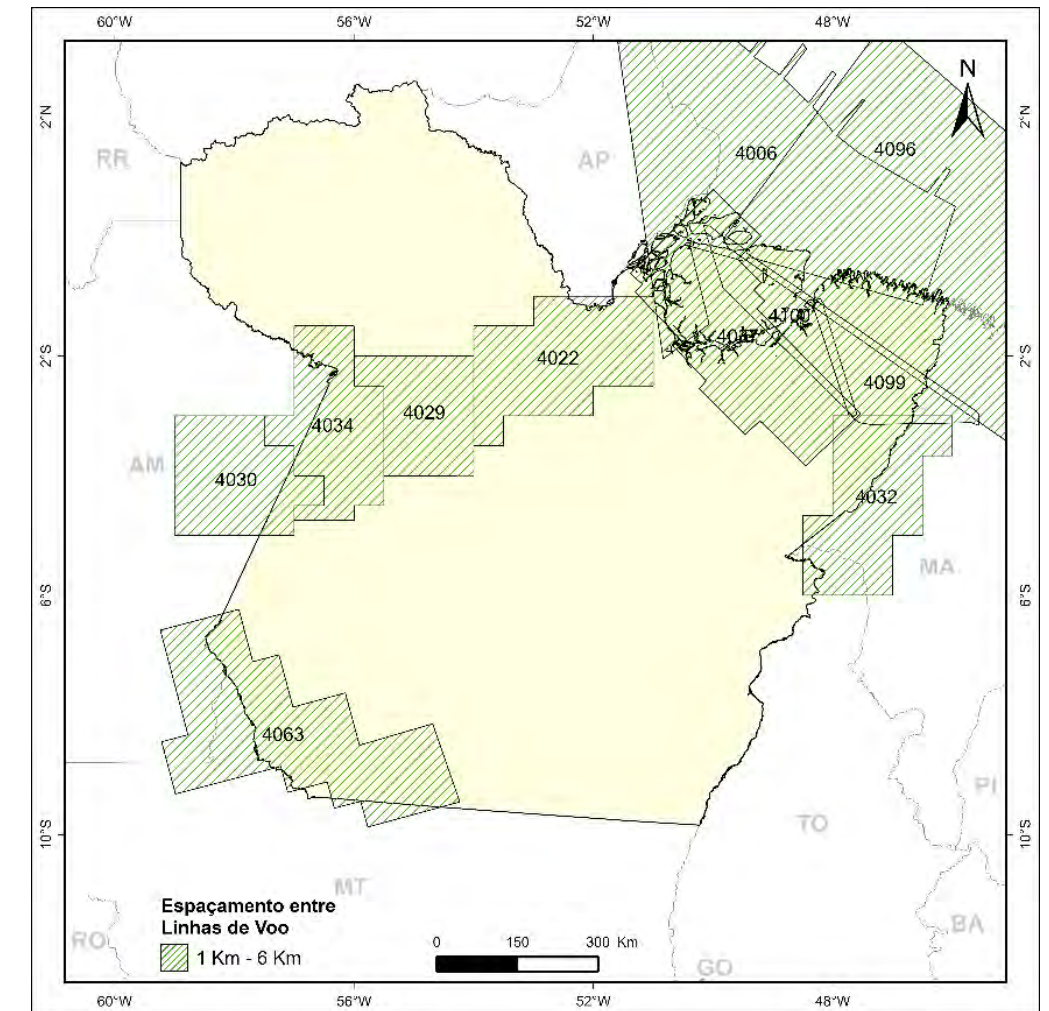 60°W 56°W 52°W 48°W
N
2°N 2°N
4006 4096
RR AP
4100
2°S 2°S
4022
4099
4029
4034
AM 4030
4032
MA
6°S 6°S
4063
PI
10°S TO 10°S
MT
Espaçamento entre
Linhas de Voo
BA
RO 0 150 300 Km
1 Km - 6 Km
GO
60°W 56°W 52°W 48°W